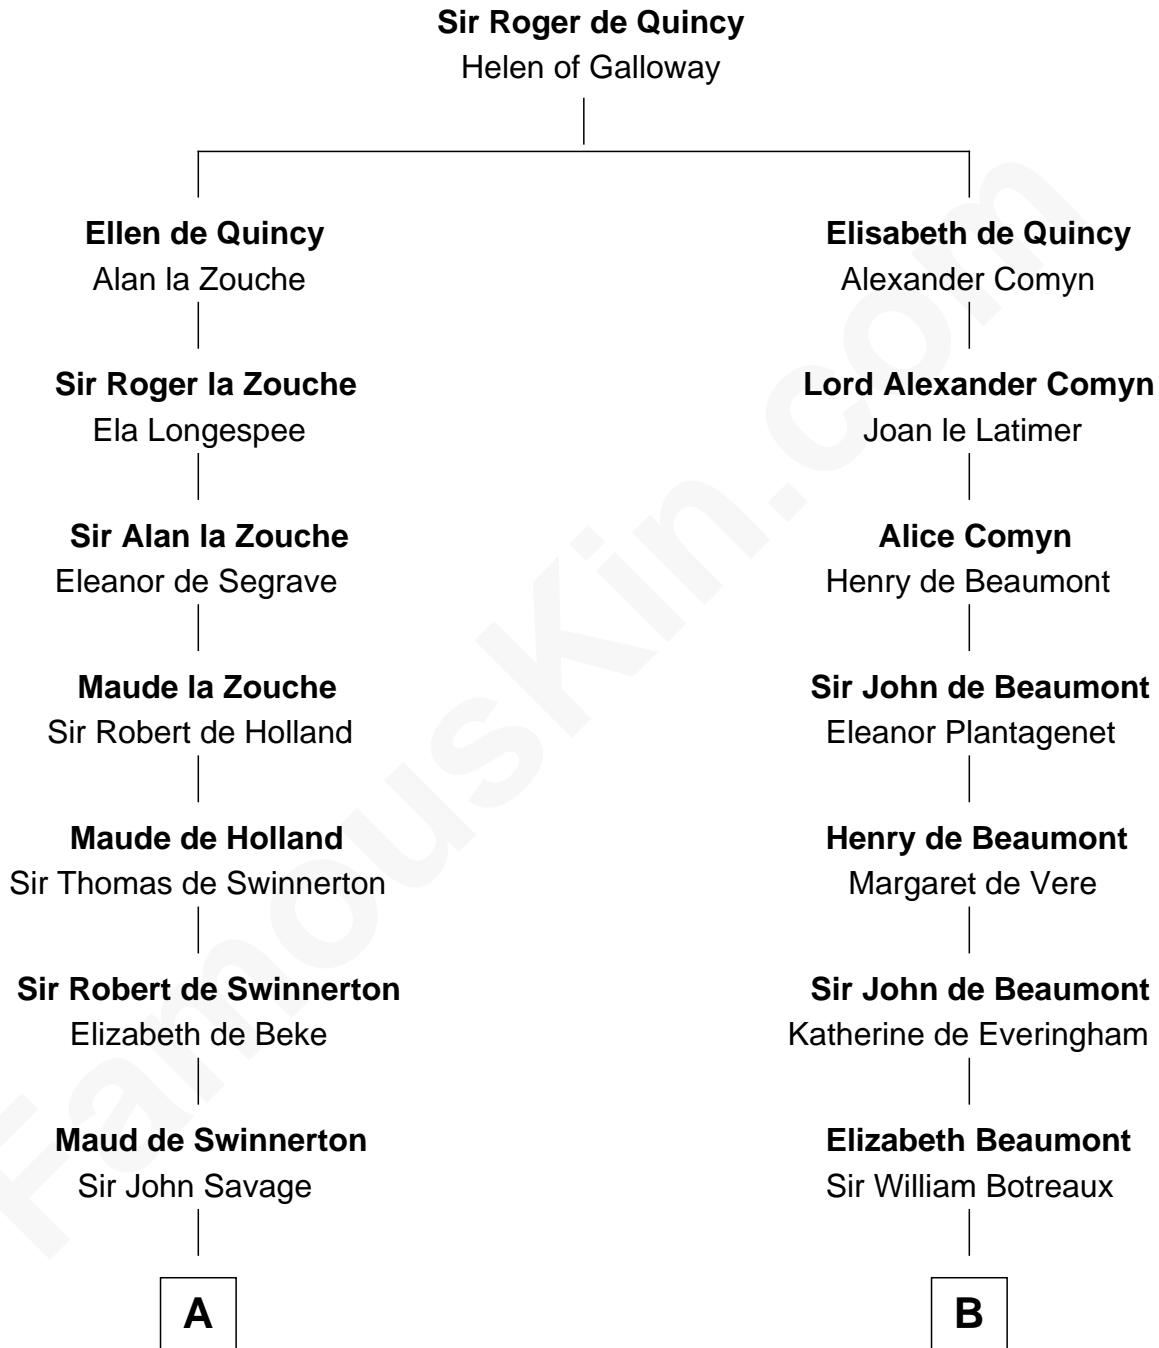 Sir Roger de Quincy
Helen of Galloway
Ellen de Quincy
Alan la Zouche
Elisabeth de Quincy
Alexander Comyn
Sir Roger la Zouche
Ela Longespee
Lord Alexander Comyn
Joan le Latimer
Sir Alan la Zouche
Eleanor de Segrave
Alice Comyn
Henry de Beaumont
Maude la Zouche
Sir Robert de Holland
Sir John de Beaumont
Eleanor Plantagenet
Maude de Holland
Sir Thomas de Swinnerton
Henry de Beaumont
Margaret de Vere
Sir Robert de Swinnerton
Elizabeth de Beke
Sir John de Beaumont
Katherine de Everingham
Maud de Swinnerton
Sir John Savage
Elizabeth Beaumont
Sir William Botreaux
A
B
FamousKin.com